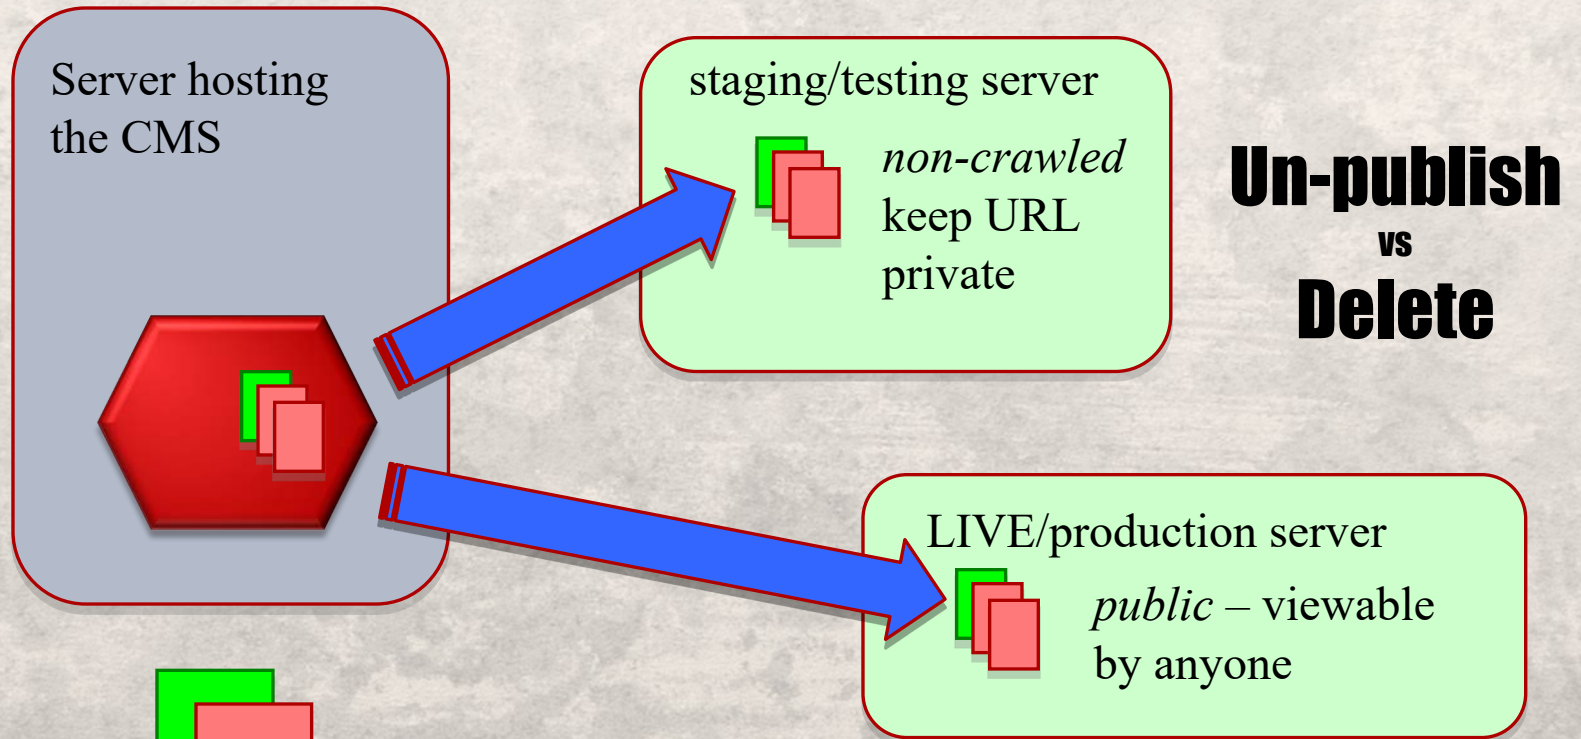 Server hosting
the CMS
staging/testing server
non-crawled
keep URL
private
Un-publish
vs
Delete
LIVE/production server
public – viewable
by anyone